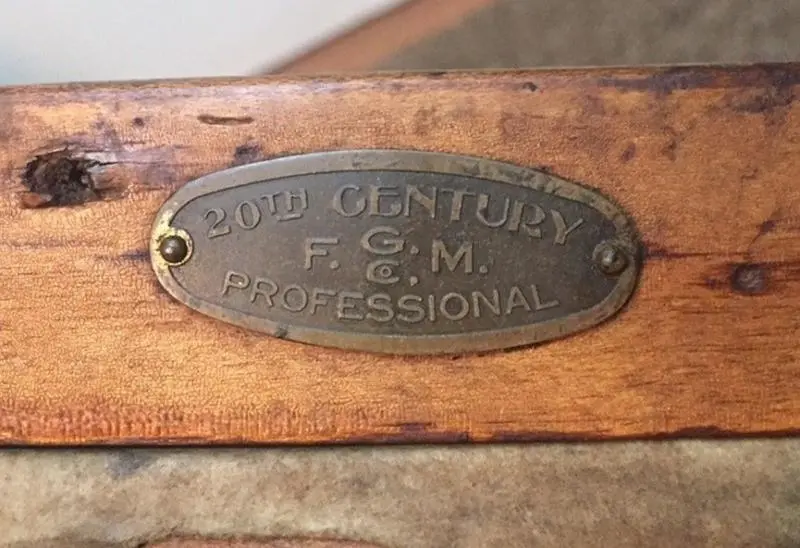 20TH CENTURY
G.
F. M.
Co.
PROFESSIONAL